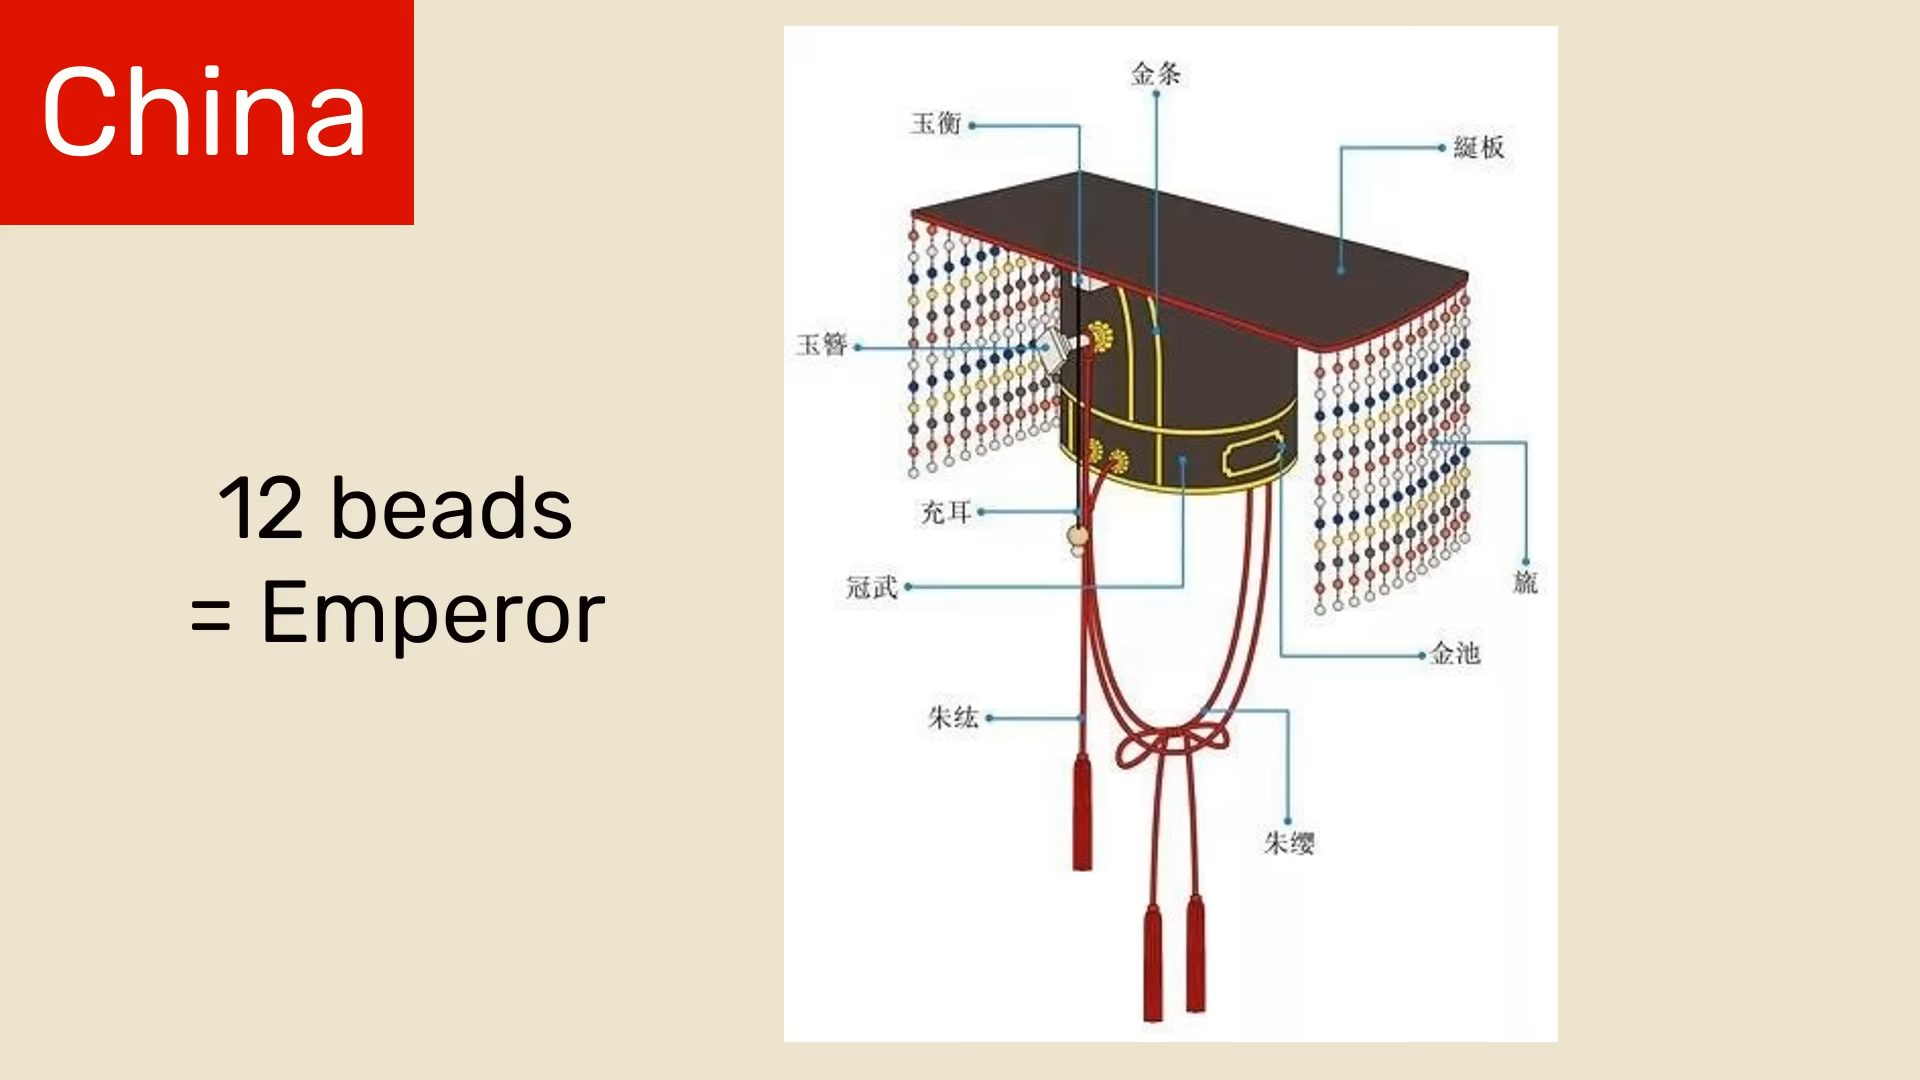 China
12 beads
= Emperor
金条
玉衡
綖板
玉簪
充耳
冠武
旒
金池
朱纮
朱缨